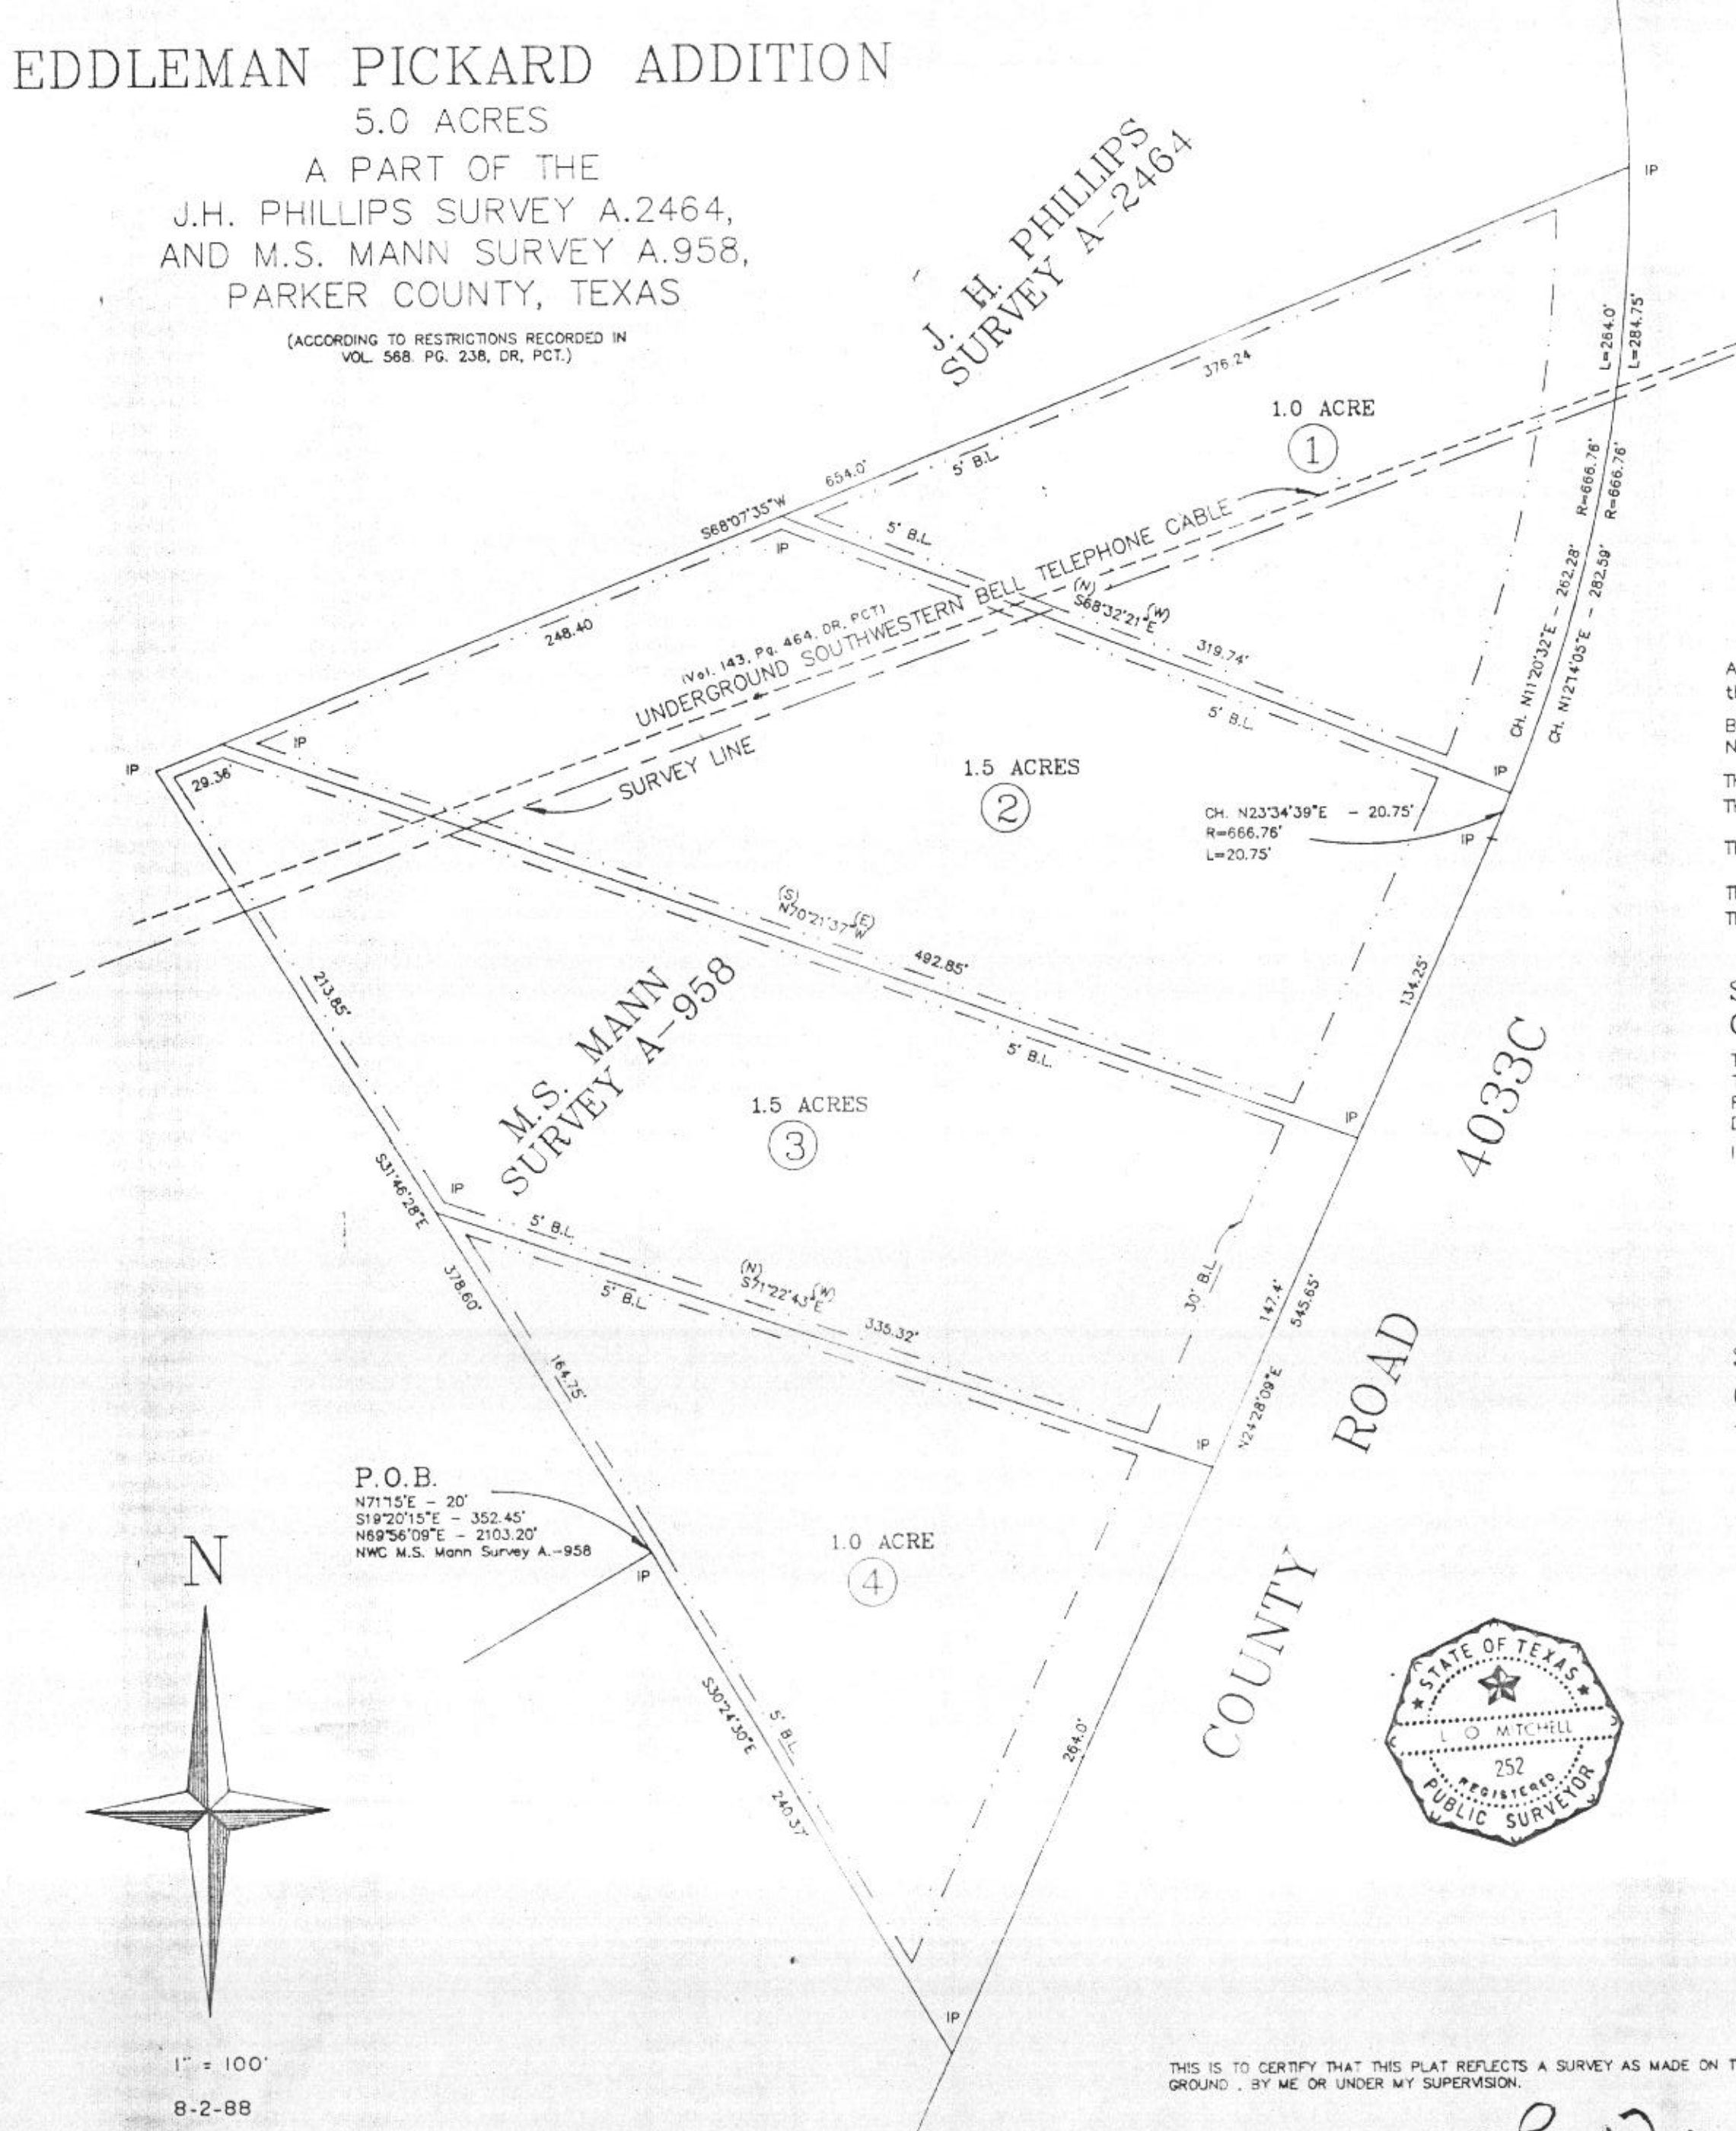 EDDLEMAN PICKARD ADDITION
5.0 ACRES
A PART OF THE
J.H. PHILLIPS SURVEY A.2464,
AND M.S. MANN SURVEY A.958,
PARKER COUNTY, TEXAS
(ACCORDING TO RESTRICTIONS RECORDED IN
VOL. 568. PG. 238, DR, PCT.)
J. H. PHILLIPS
SURVEY A-2464
IP
376.24
L=264.0'
L=284.75'
1.0 ACRE
1
5' B.L.
654.0'
S68°07'35"W
IP
5' B.L.
R=666.76'
R=666.76'
248.40
(Vol. 143, Pg. 464, DR, PCT)
UNDERGROUND SOUTHWESTERN BELL TELEPHONE CABLE
(N) (W)
S68°32'21"E
319.74'
CH. N11°20'32"E - 262.28'
CH. N12°14'05"E - 282.59'
5' B.L.
IP
IP
29.36'
SURVEY LINE
1.5 ACRES
2
IP
CH. N23°34'39"E - 20.75'
R=666.76'
L=20.75'
IP
(S) (E)
N70°21'37"W
492.85'
134.25'
213.85'
M.S. MANN
SURVEY A-958
5' B.L.
1.5 ACRES
3
IP
S31°46'28"E
IP
5' B.L.
378.60'
5' B.L.
(N) (W)
S71°22'43"E
335.32'
30' B.L.
147.4'
545.65'
164.75'
N24°28'09"E
IP
P.O.B.
N71°15'E - 20'
S19°20'15"E - 352.45'
N69°56'09"E - 2103.20'
NWC M.S. Mann Survey A.-958
IP
1.0 ACRE
4
COUNTY ROAD 4033C
N
S30°24'30"E
5' B.L.
264.0'
240.37'
IP
STATE OF TEXAS
L O MITCHELL
252
REGISTERED
PUBLIC SURVEYOR
1" = 100'
8-2-88
THIS IS TO CERTIFY THAT THIS PLAT REFLECTS A SURVEY AS MADE ON T
GROUND , BY ME OR UNDER MY SUPERVISION.